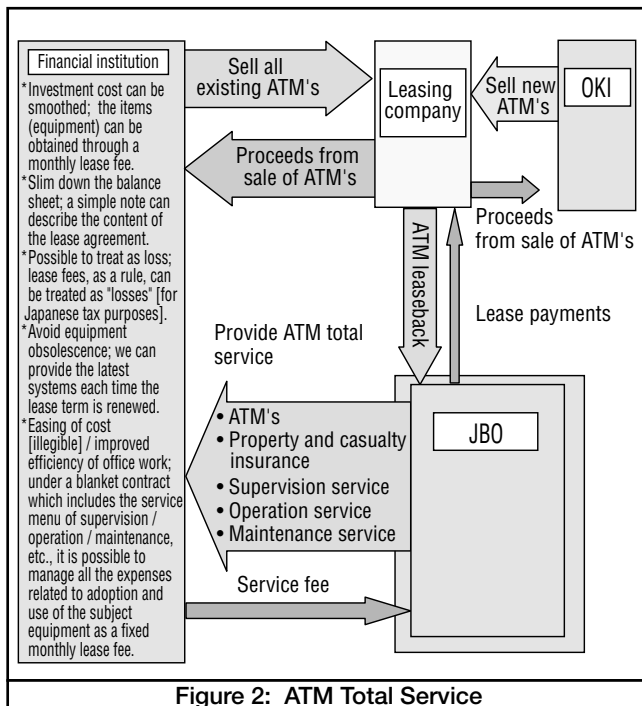 Financial institution
*Investment cost can be
smoothed; the items
(equipment) can be
obtained through a
monthly lease fee.
*Slim down the balance
sheet; a simple note can
describe the content of
the lease agreement.
*Possible to treat as loss;
lease fees, as a rule, can
be treated as "losses" [for
Japanese tax purposes].
*Avoid equipment
obsolescence; we can
provide the latest
systems each time the
lease term is renewed.
*Easing of cost
[illegible] / improved
efficiency of office work;
under a blanket contract
which includes the service
menu of supervision /
operation / maintenance,
etc., it is possible to
manage all the expenses
related to adoption and
use of the subject
equipment as a fixed
monthly lease fee.
Sell all
existing ATM's
Leasing
company
Sell new
ATM's
OKI
Proceeds from
sale of ATM's
Proceeds
from sale of ATM's
ATM leaseback
Lease payments
Provide ATM total
service
• ATM's
• Property and casualty
insurance
• Supervision service
• Operation service
• Maintenance service
JBO
Service fee
Figure 2: ATM Total Service